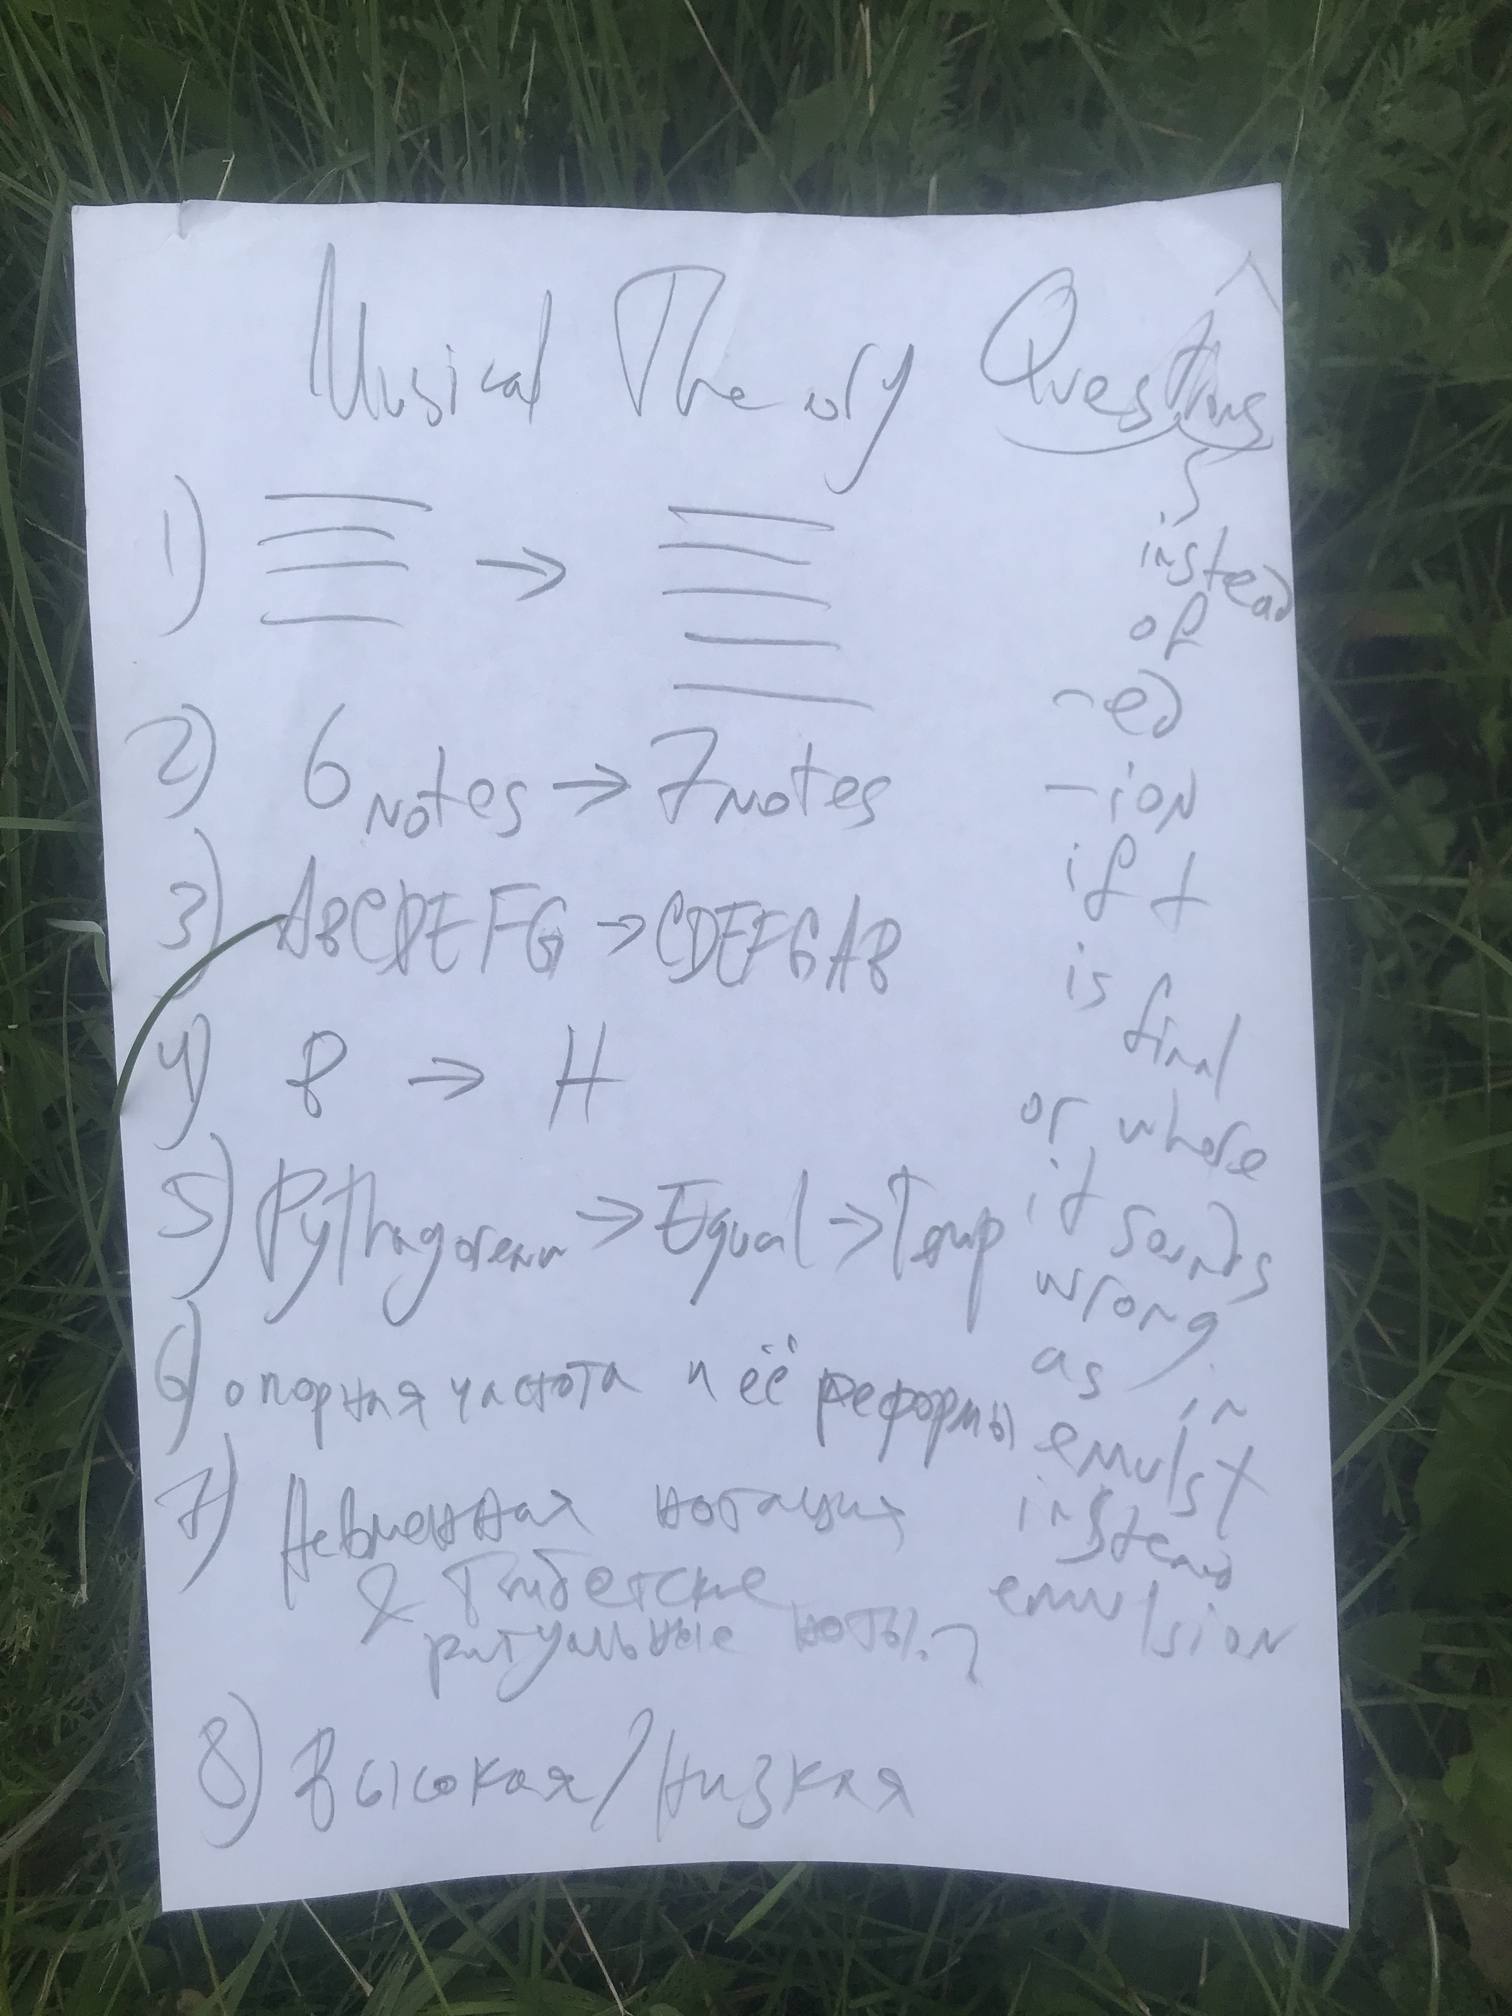 Musical Theory Questions
1) →
2) 6 notes → 7 notes
3) ABCDEFG → CDEFGAB
4) B → H
5) Pythagorean → Equal → Temp
6) опорная частота и её реформы
7) Невменная нотация
& Тибетские
ритуальные ноты.?
8) Высокая/Низкая
instead
of
-ed
-ion
if t
is final
or where
it sounds
wrong.
as in
emulst
instead
emulsion